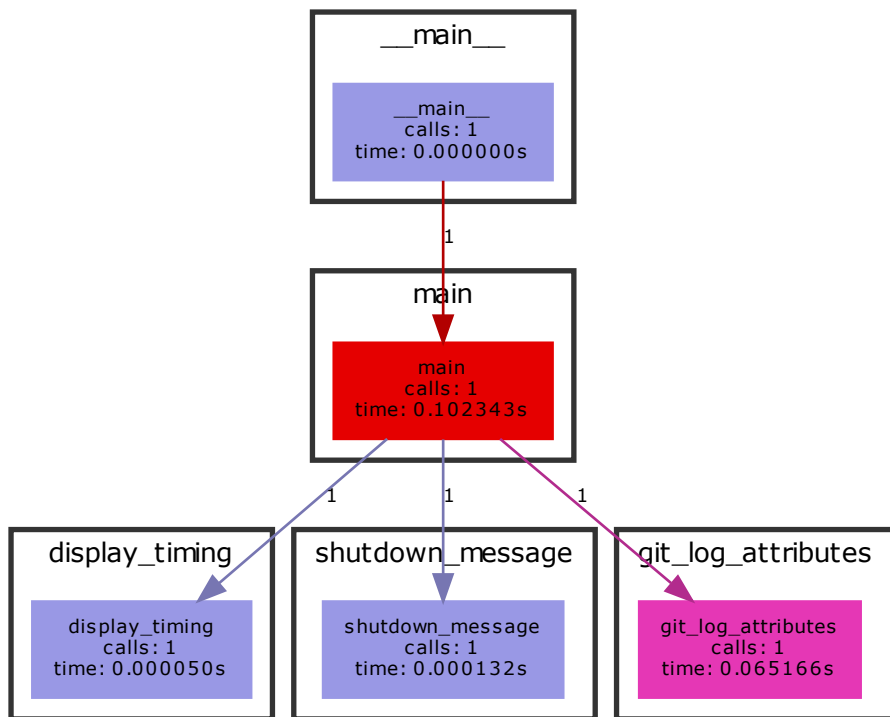 __main__
__main__
calls: 1
time: 0.000000s
1
main
main
calls: 1
time: 0.102343s
1
1
1
display_timing
shutdown_message
git_log_attributes
display_timing
calls: 1
time: 0.000050s
shutdown_message
calls: 1
time: 0.000132s
git_log_attributes
calls: 1
time: 0.065166s